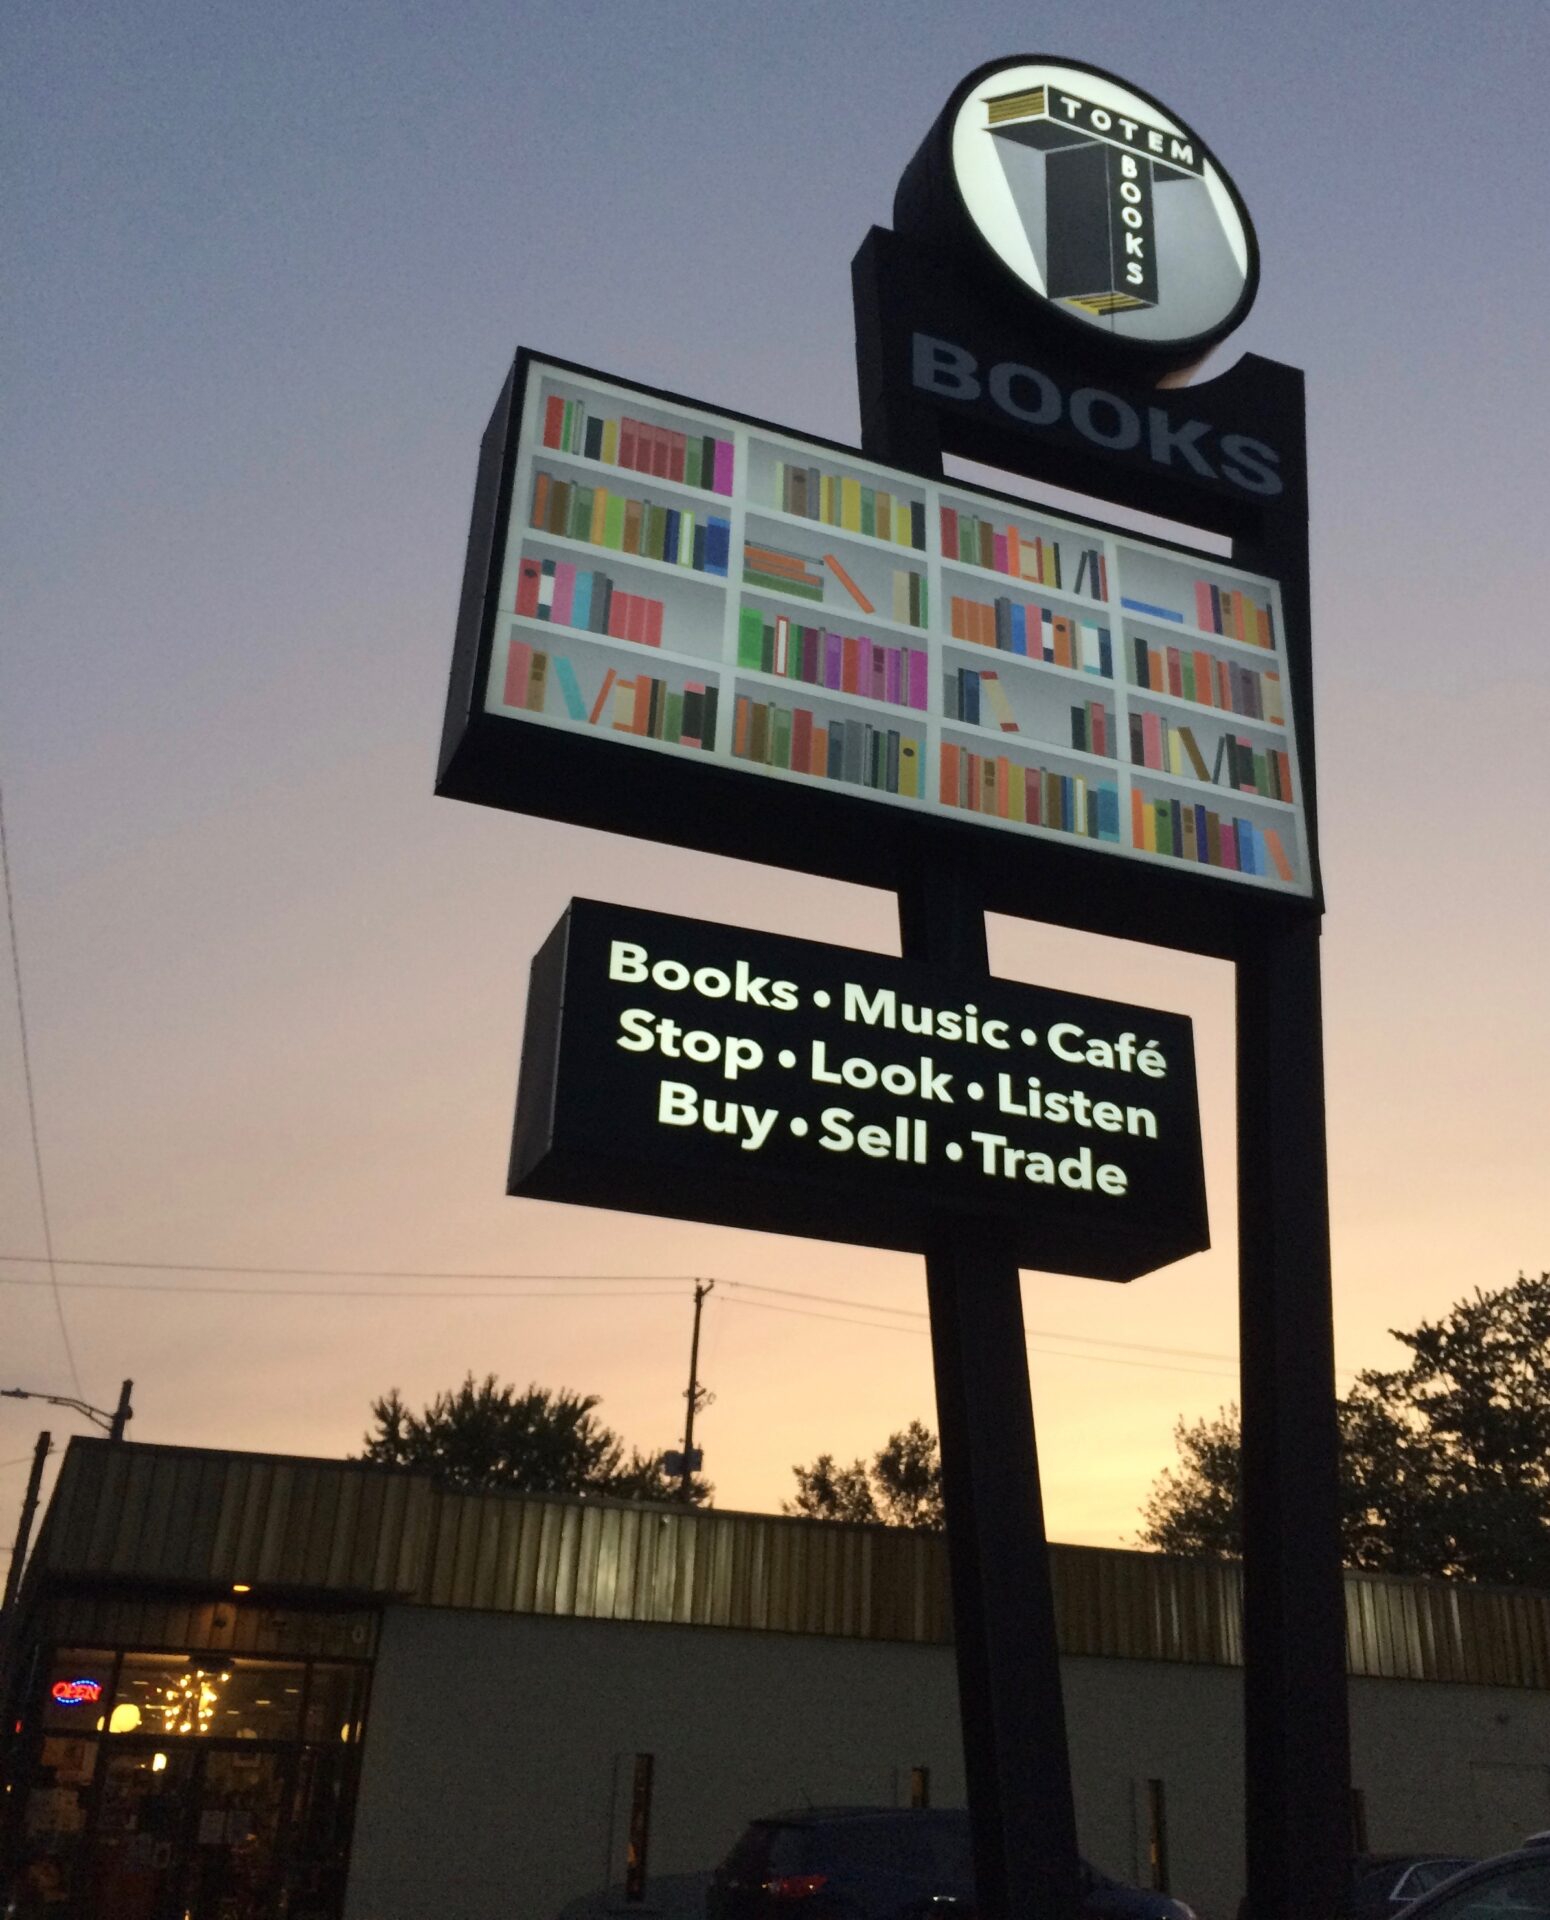 TOTEM
BOOKS
BOOKS
Books • Music • Café
Stop • Look • Listen
Buy • Sell • Trade
OPEN